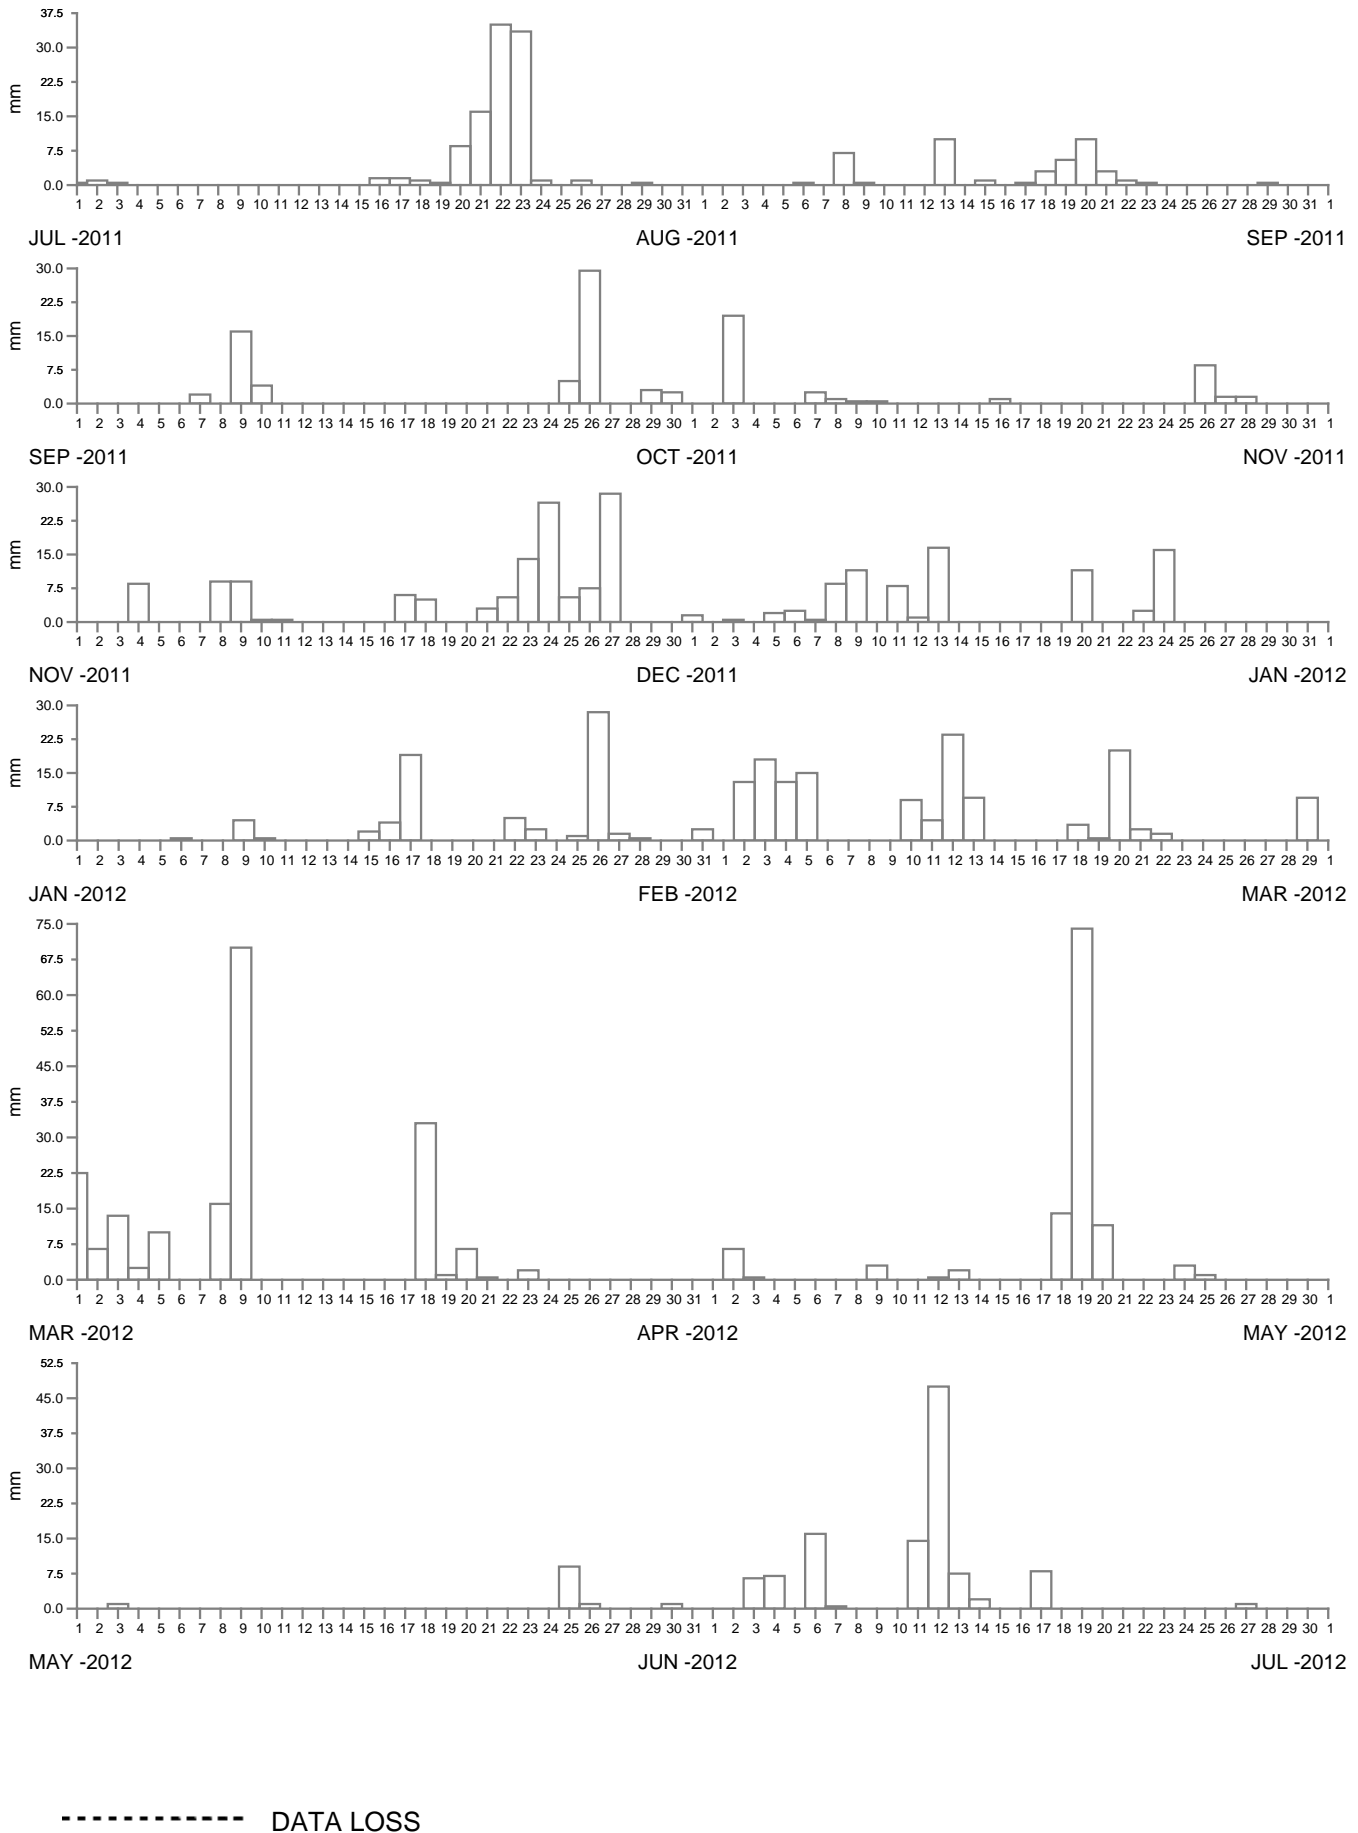 37.5
30.0
22.5
15.0
7.5
0.0
mm
1 2 3 4 5 6 7 8 9 10 11 12 13 14 15 16 17 18 19 20 21 22 23 24 25 26 27 28 29 30 31 1 2 3 4 5 6 7 8 9 10 11 12 13 14 15 16 17 18 19 20 21 22 23 24 25 26 27 28 29 30 31 1
JUL -2011 AUG -2011 SEP -2011
30.0
22.5
15.0
7.5
0.0
mm
1 2 3 4 5 6 7 8 9 10 11 12 13 14 15 16 17 18 19 20 21 22 23 24 25 26 27 28 29 30 1 2 3 4 5 6 7 8 9 10 11 12 13 14 15 16 17 18 19 20 21 22 23 24 25 26 27 28 29 30 31 1
SEP -2011 OCT -2011 NOV -2011
30.0
22.5
15.0
7.5
0.0
mm
1 2 3 4 5 6 7 8 9 10 11 12 13 14 15 16 17 18 19 20 21 22 23 24 25 26 27 28 29 30 1 2 3 4 5 6 7 8 9 10 11 12 13 14 15 16 17 18 19 20 21 22 23 24 25 26 27 28 29 30 31 1
NOV -2011 DEC -2011 JAN -2012
30.0
22.5
15.0
7.5
0.0
mm
1 2 3 4 5 6 7 8 9 10 11 12 13 14 15 16 17 18 19 20 21 22 23 24 25 26 27 28 29 30 31 1 2 3 4 5 6 7 8 9 10 11 12 13 14 15 16 17 18 19 20 21 22 23 24 25 26 27 28 29 1
JAN -2012 FEB -2012 MAR -2012
75.0
67.5
60.0
52.5
45.0
37.5
30.0
22.5
15.0
7.5
0.0
mm
1 2 3 4 5 6 7 8 9 10 11 12 13 14 15 16 17 18 19 20 21 22 23 24 25 26 27 28 29 30 31 1 2 3 4 5 6 7 8 9 10 11 12 13 14 15 16 17 18 19 20 21 22 23 24 25 26 27 28 29 30 1
MAR -2012 APR -2012 MAY -2012
52.5
45.0
37.5
30.0
22.5
15.0
7.5
0.0
mm
1 2 3 4 5 6 7 8 9 10 11 12 13 14 15 16 17 18 19 20 21 22 23 24 25 26 27 28 29 30 31 1 2 3 4 5 6 7 8 9 10 11 12 13 14 15 16 17 18 19 20 21 22 23 24 25 26 27 28 29 30 1
MAY -2012 JUN -2012 JUL -2012
DATA LOSS